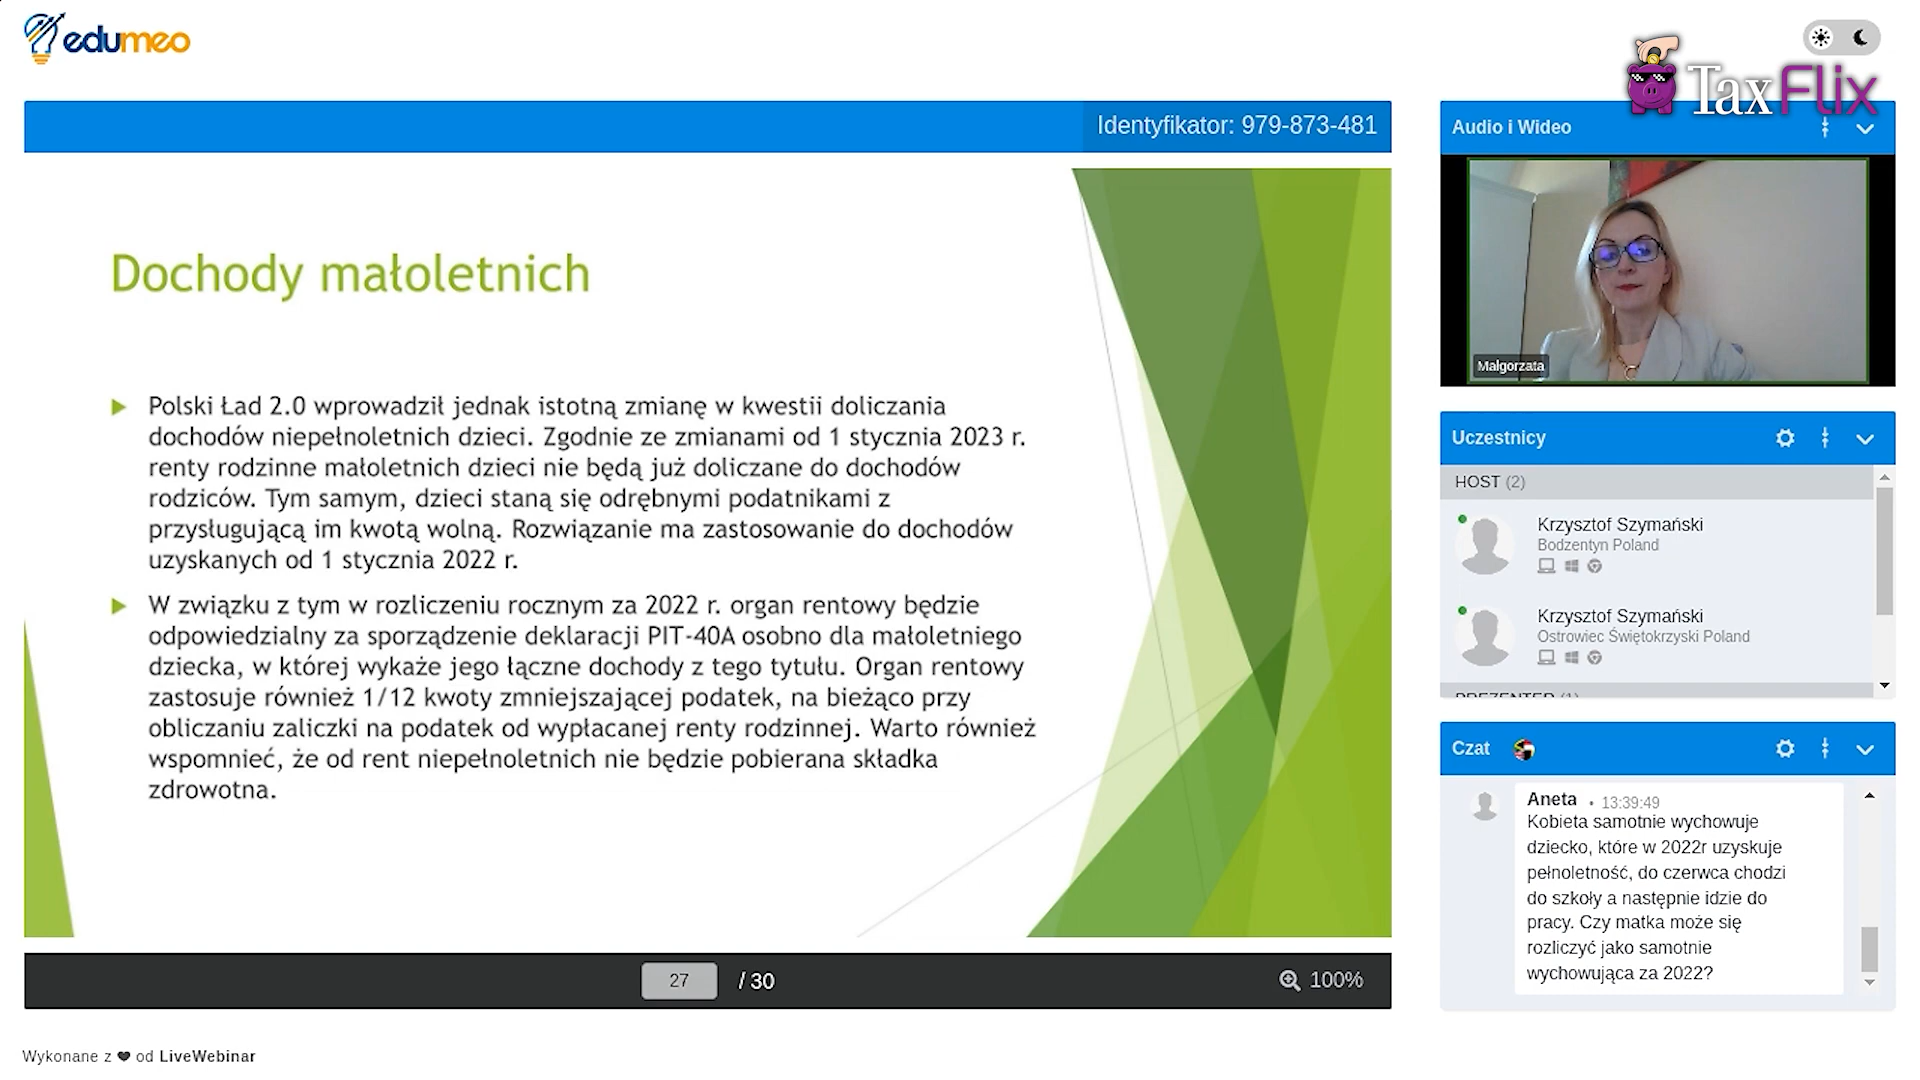 edumeo
TaxFlix
Identyfikator: 979-873-481
Dochody małoletnich
Polski Ład 2.0 wprowadził jednak istotną zmianę w kwestii doliczania
dochodów niepełnoletnich dzieci. Zgodnie ze zmianami od 1 stycznia 2023 r.
renty rodzinne małoletnich dzieci nie będą już doliczane do dochodów
rodziców. Tym samym, dzieci staną się odrębnymi podatnikami z
przysługującą im kwotą wolną. Rozwiązanie ma zastosowanie do dochodów
uzyskanych od 1 stycznia 2022 r.
W związku z tym w rozliczeniu rocznym za 2022 r. organ rentowy będzie
odpowiedzialny za sporządzenie deklaracji PIT-40A osobno dla małoletniego
dziecka, w której wykaże jego łączne dochody z tego tytułu. Organ rentowy
zastosuje również 1/12 kwoty zmniejszającej podatek, na bieżąco przy
obliczaniu zaliczki na podatek od wypłacanej renty rodzinnej. Warto również
wspomnieć, że od rent niepełnoletnich nie będzie pobierana składka
zdrowotna.
27 / 30
100%
Wykonane z ❤ od LiveWebinar
Audio i Wideo
Małgorzata
Uczestnicy
HOST (2)
Krzysztof Szymański
Bodzentyn Poland
Krzysztof Szymański
Ostrowiec Świętokrzyski Poland
PREZENTER (1)
Czat
Aneta • 13:39:49
Kobieta samotnie wychowuje
dziecko, które w 2022r uzyskuje
pełnoletność, do czerwca chodzi
do szkoły a następnie idzie do
pracy. Czy matka może się
rozliczyć jako samotnie
wychowująca za 2022?